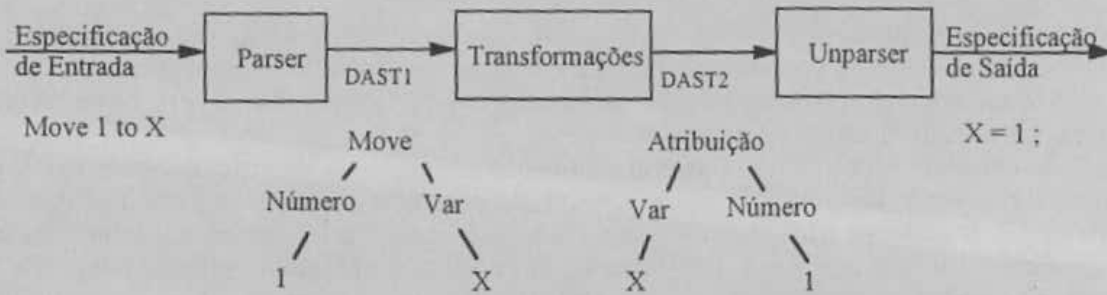 Especificação
de Entrada
Parser
DAST1
Transformações
DAST2
Unparser
Especificação
de Saída
Move 1 to X
X = 1 ;
Move
Atribuição
Número Var
Var Número
1 X
X 1